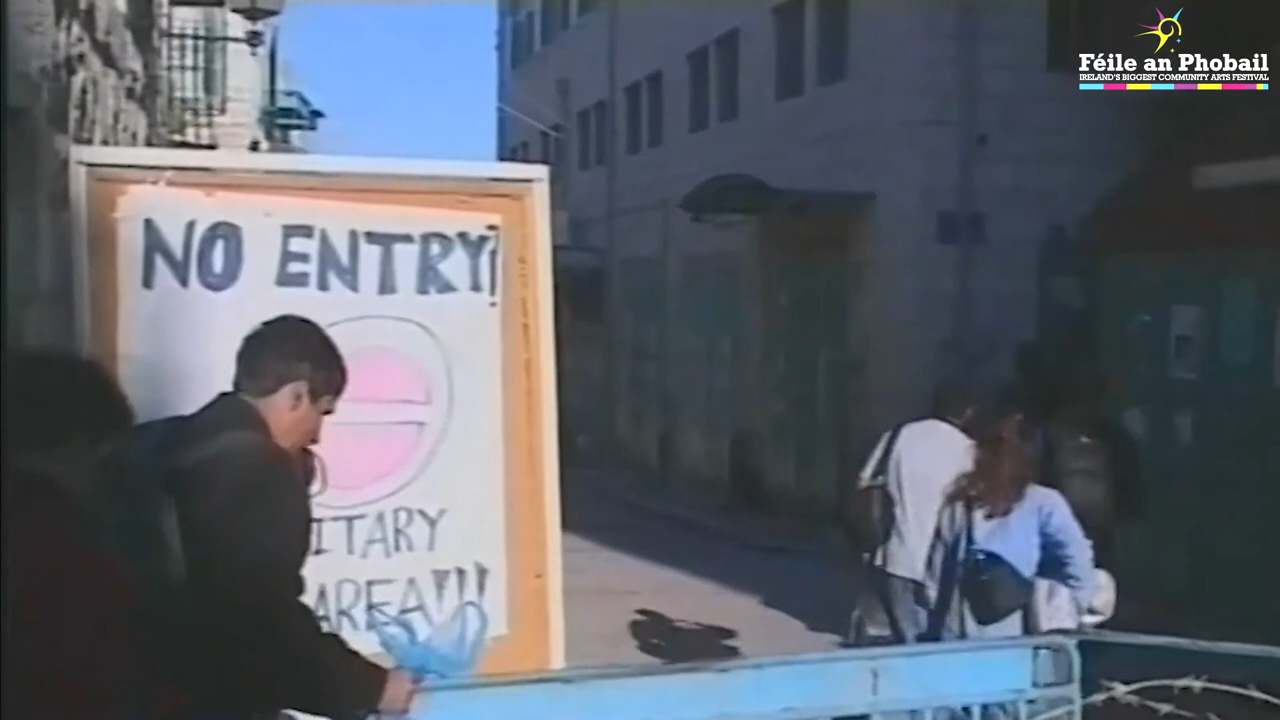 NO ENTRY!
ITARY
AREA!!!
Féile an Phobail
IRELAND'S BIGGEST COMMUNITY ARTS FESTIVAL